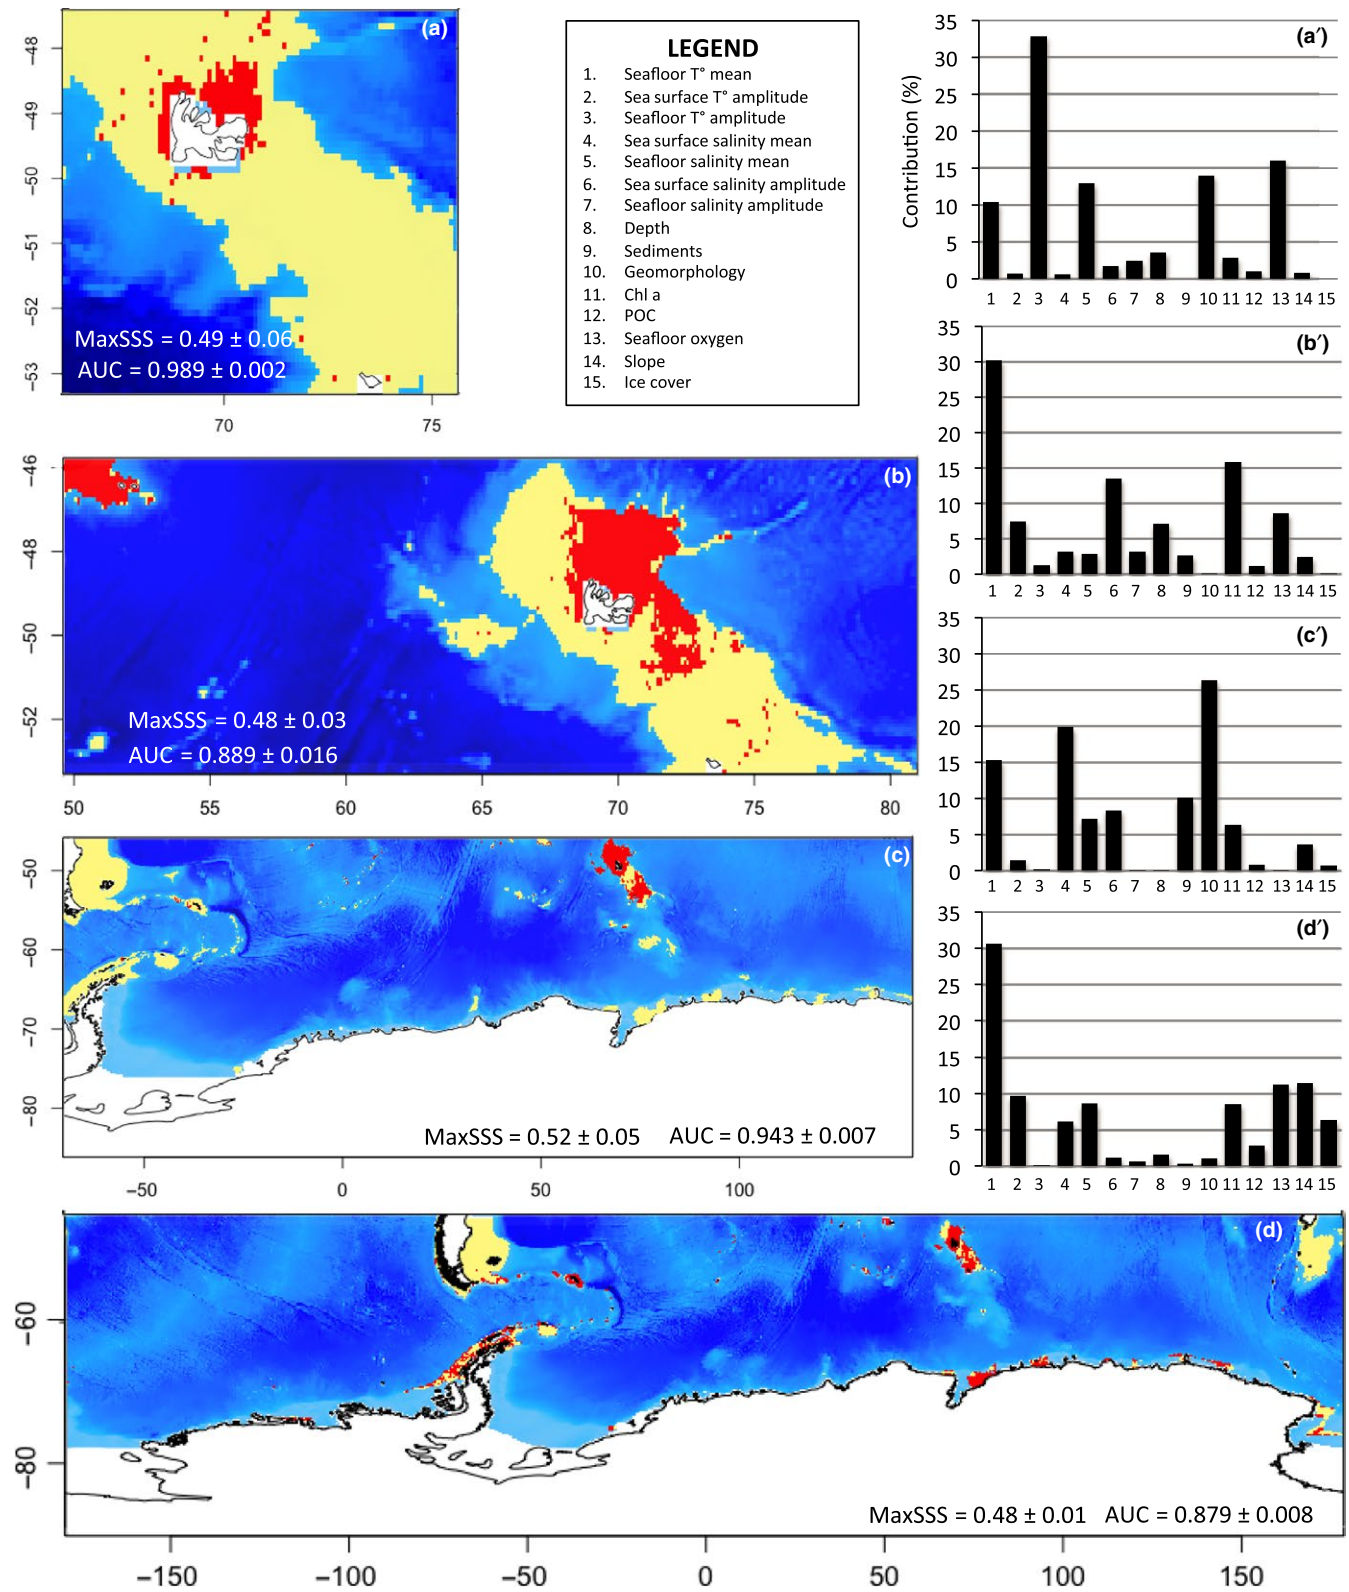 (a)
−48
−49
−50
−51
−52
−53
MaxSSS = 0.49 ± 0.06
AUC = 0.989 ± 0.002
70 75
LEGEND
1. Seafloor T° mean
2. Sea surface T° amplitude
3. Seafloor T° amplitude
4. Sea surface salinity mean
5. Seafloor salinity mean
6. Sea surface salinity amplitude
7. Seafloor salinity amplitude
8. Depth
9. Sediments
10. Geomorphology
11. Chl a
12. POC
13. Seafloor oxygen
14. Slope
15. Ice cover
(a′)
Contribution (%)
35
30
25
20
15
10
5
0
1 2 3 4 5 6 7 8 9 10 11 12 13 14 15
(b)
−46
−48
−50
−52
MaxSSS = 0.48 ± 0.03
AUC = 0.889 ± 0.016
50 55 60 65 70 75 80
(b′)
35
30
25
20
15
10
5
0
1 2 3 4 5 6 7 8 9 10 11 12 13 14 15
(c)
−50
−60
−70
−80
MaxSSS = 0.52 ± 0.05 AUC = 0.943 ± 0.007
−50 0 50 100
(c′)
35
30
25
20
15
10
5
0
1 2 3 4 5 6 7 8 9 10 11 12 13 14 15
(d′)
35
30
25
20
15
10
5
0
1 2 3 4 5 6 7 8 9 10 11 12 13 14 15
(d)
−60
−80
MaxSSS = 0.48 ± 0.01 AUC = 0.879 ± 0.008
−150 −100 −50 0 50 100 150